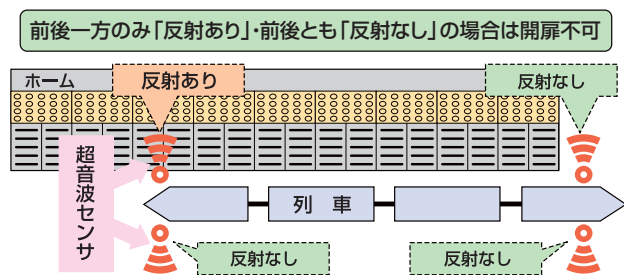 前後一方のみ「反射あり」・前後とも「反射なし」の場合は開扉不可
ホーム
反射あり
反射なし
超音波センサ
列 車
反射なし
反射なし